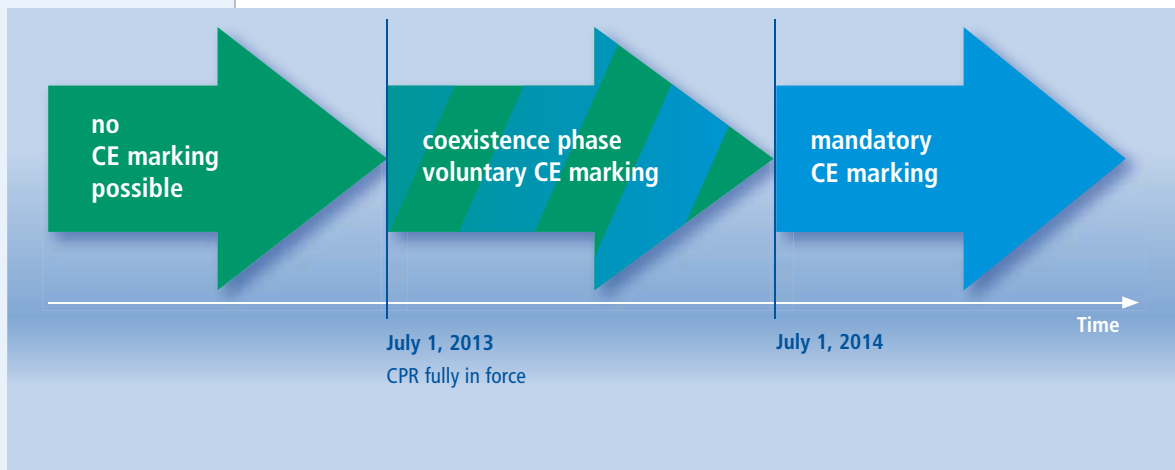 no
CE marking
possible
coexistence phase
voluntary CE marking
mandatory
CE marking
Time
July 1, 2013
CPR fully in force
July 1, 2014